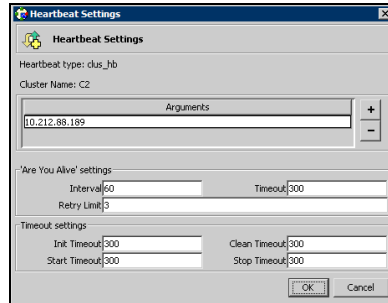 Heartbeat Settings
Heartbeat Settings
Heartbeat type: clus_hb
Cluster Name: C2
Arguments
10.212.88.189
+
-
'Are You Alive' settings
Interval 60 Timeout 300
Retry Limit 3
Timeout settings
Init Timeout 300 Clean Timeout 300
Start Timeout 300 Stop Timeout 300
OK Cancel